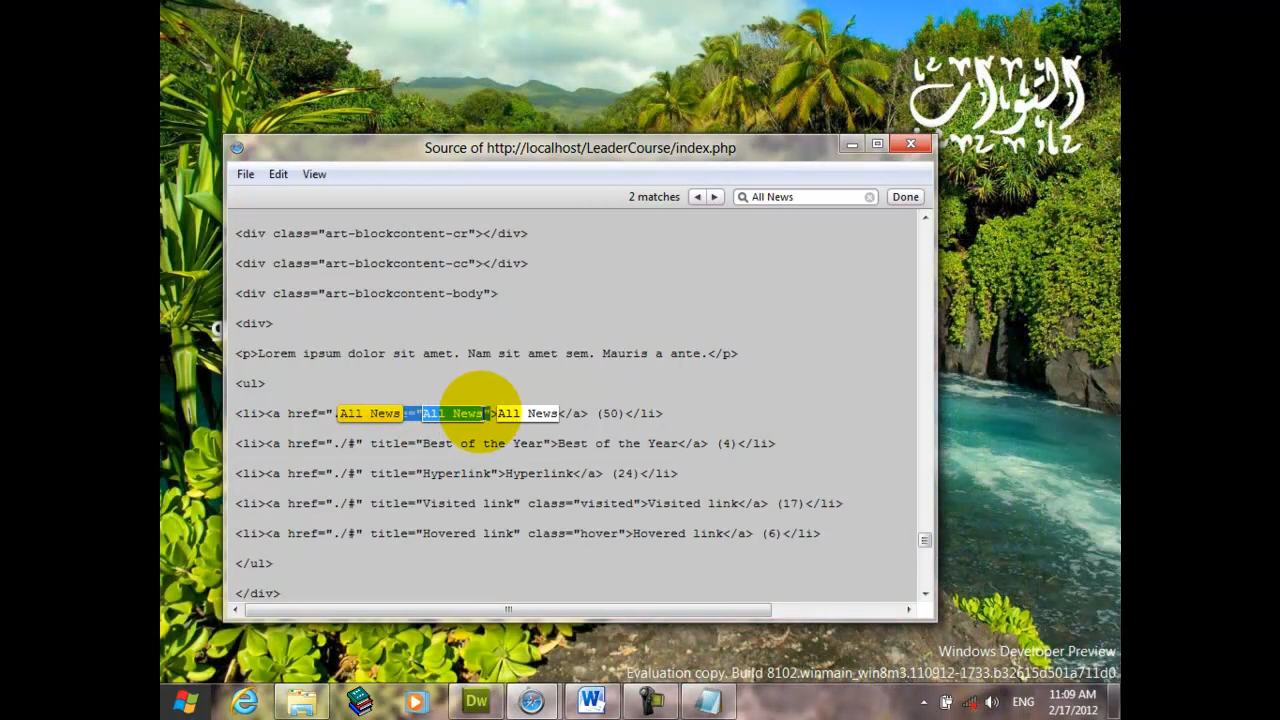 النوران
Source of http://localhost/LeaderCourse/index.php
File Edit View
2 matches All News Done
<div class="art-blockcontent-cr"></div>
<div class="art-blockcontent-cc"></div>
<div class="art-blockcontent-body">
<div>
<p>Lorem ipsum dolor sit amet. Nam sit amet sem. Mauris a ante.</p>
<ul>
<li><a href=".All News="All News">All News</a> (50)</li>
<li><a href="./#" title="Best of the Year">Best of the Year</a> (4)</li>
<li><a href="./#" title="Hyperlink">Hyperlink</a> (24)</li>
<li><a href="./#" title="Visited link" class="visited">Visited link</a> (17)</li>
<li><a href="./#" title="Hovered link" class="hover">Hovered link</a> (6)</li>
</ul>
</div>
Windows Developer Preview
Evaluation copy. Build 8102.winmain_win8m3.110912-1733.b32615d501a711d0
Dw W ENG 11:09 AM
2/17/2012